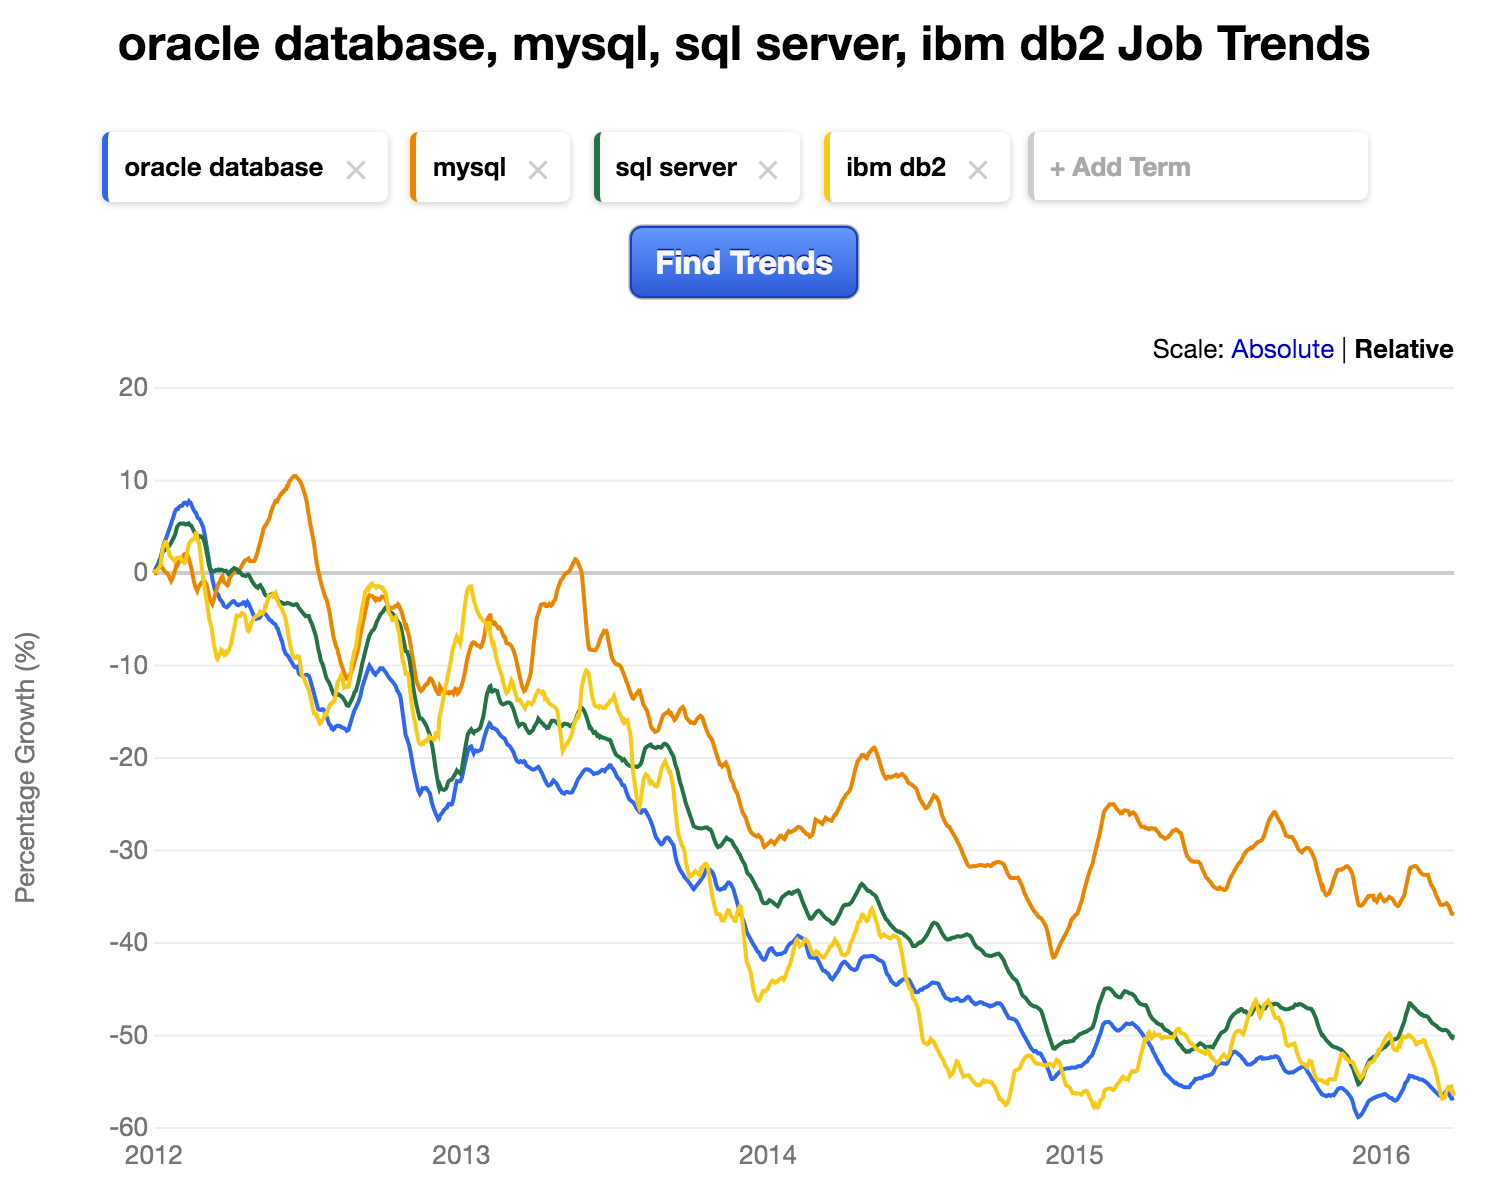 oracle database, mysql, sql server, ibm db2 Job Trends
oracle database × mysql × sql server × ibm db2 × + Add Term
Find Trends
Scale: Absolute | Relative
Percentage Growth (%)
20
10
0
-10
-20
-30
-40
-50
-60
2012 2013 2014 2015 2016